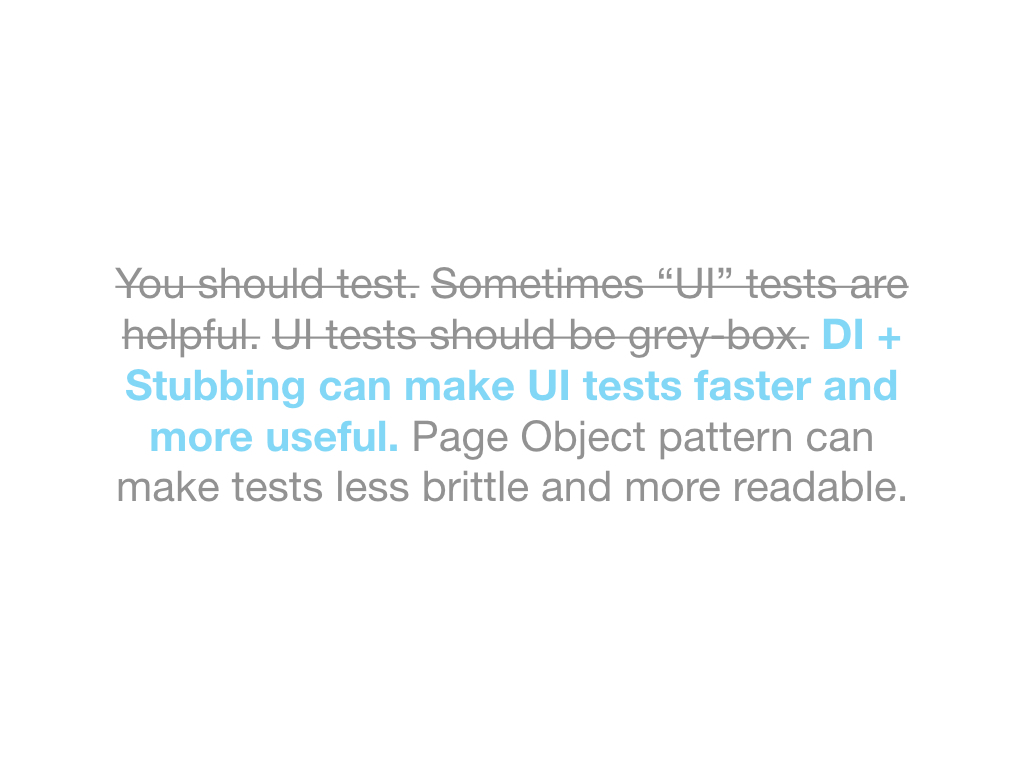 You should test. Sometimes “UI” tests are
helpful. UI tests should be grey-box. DI +
Stubbing can make UI tests faster and
more useful. Page Object pattern can
make tests less brittle and more readable.